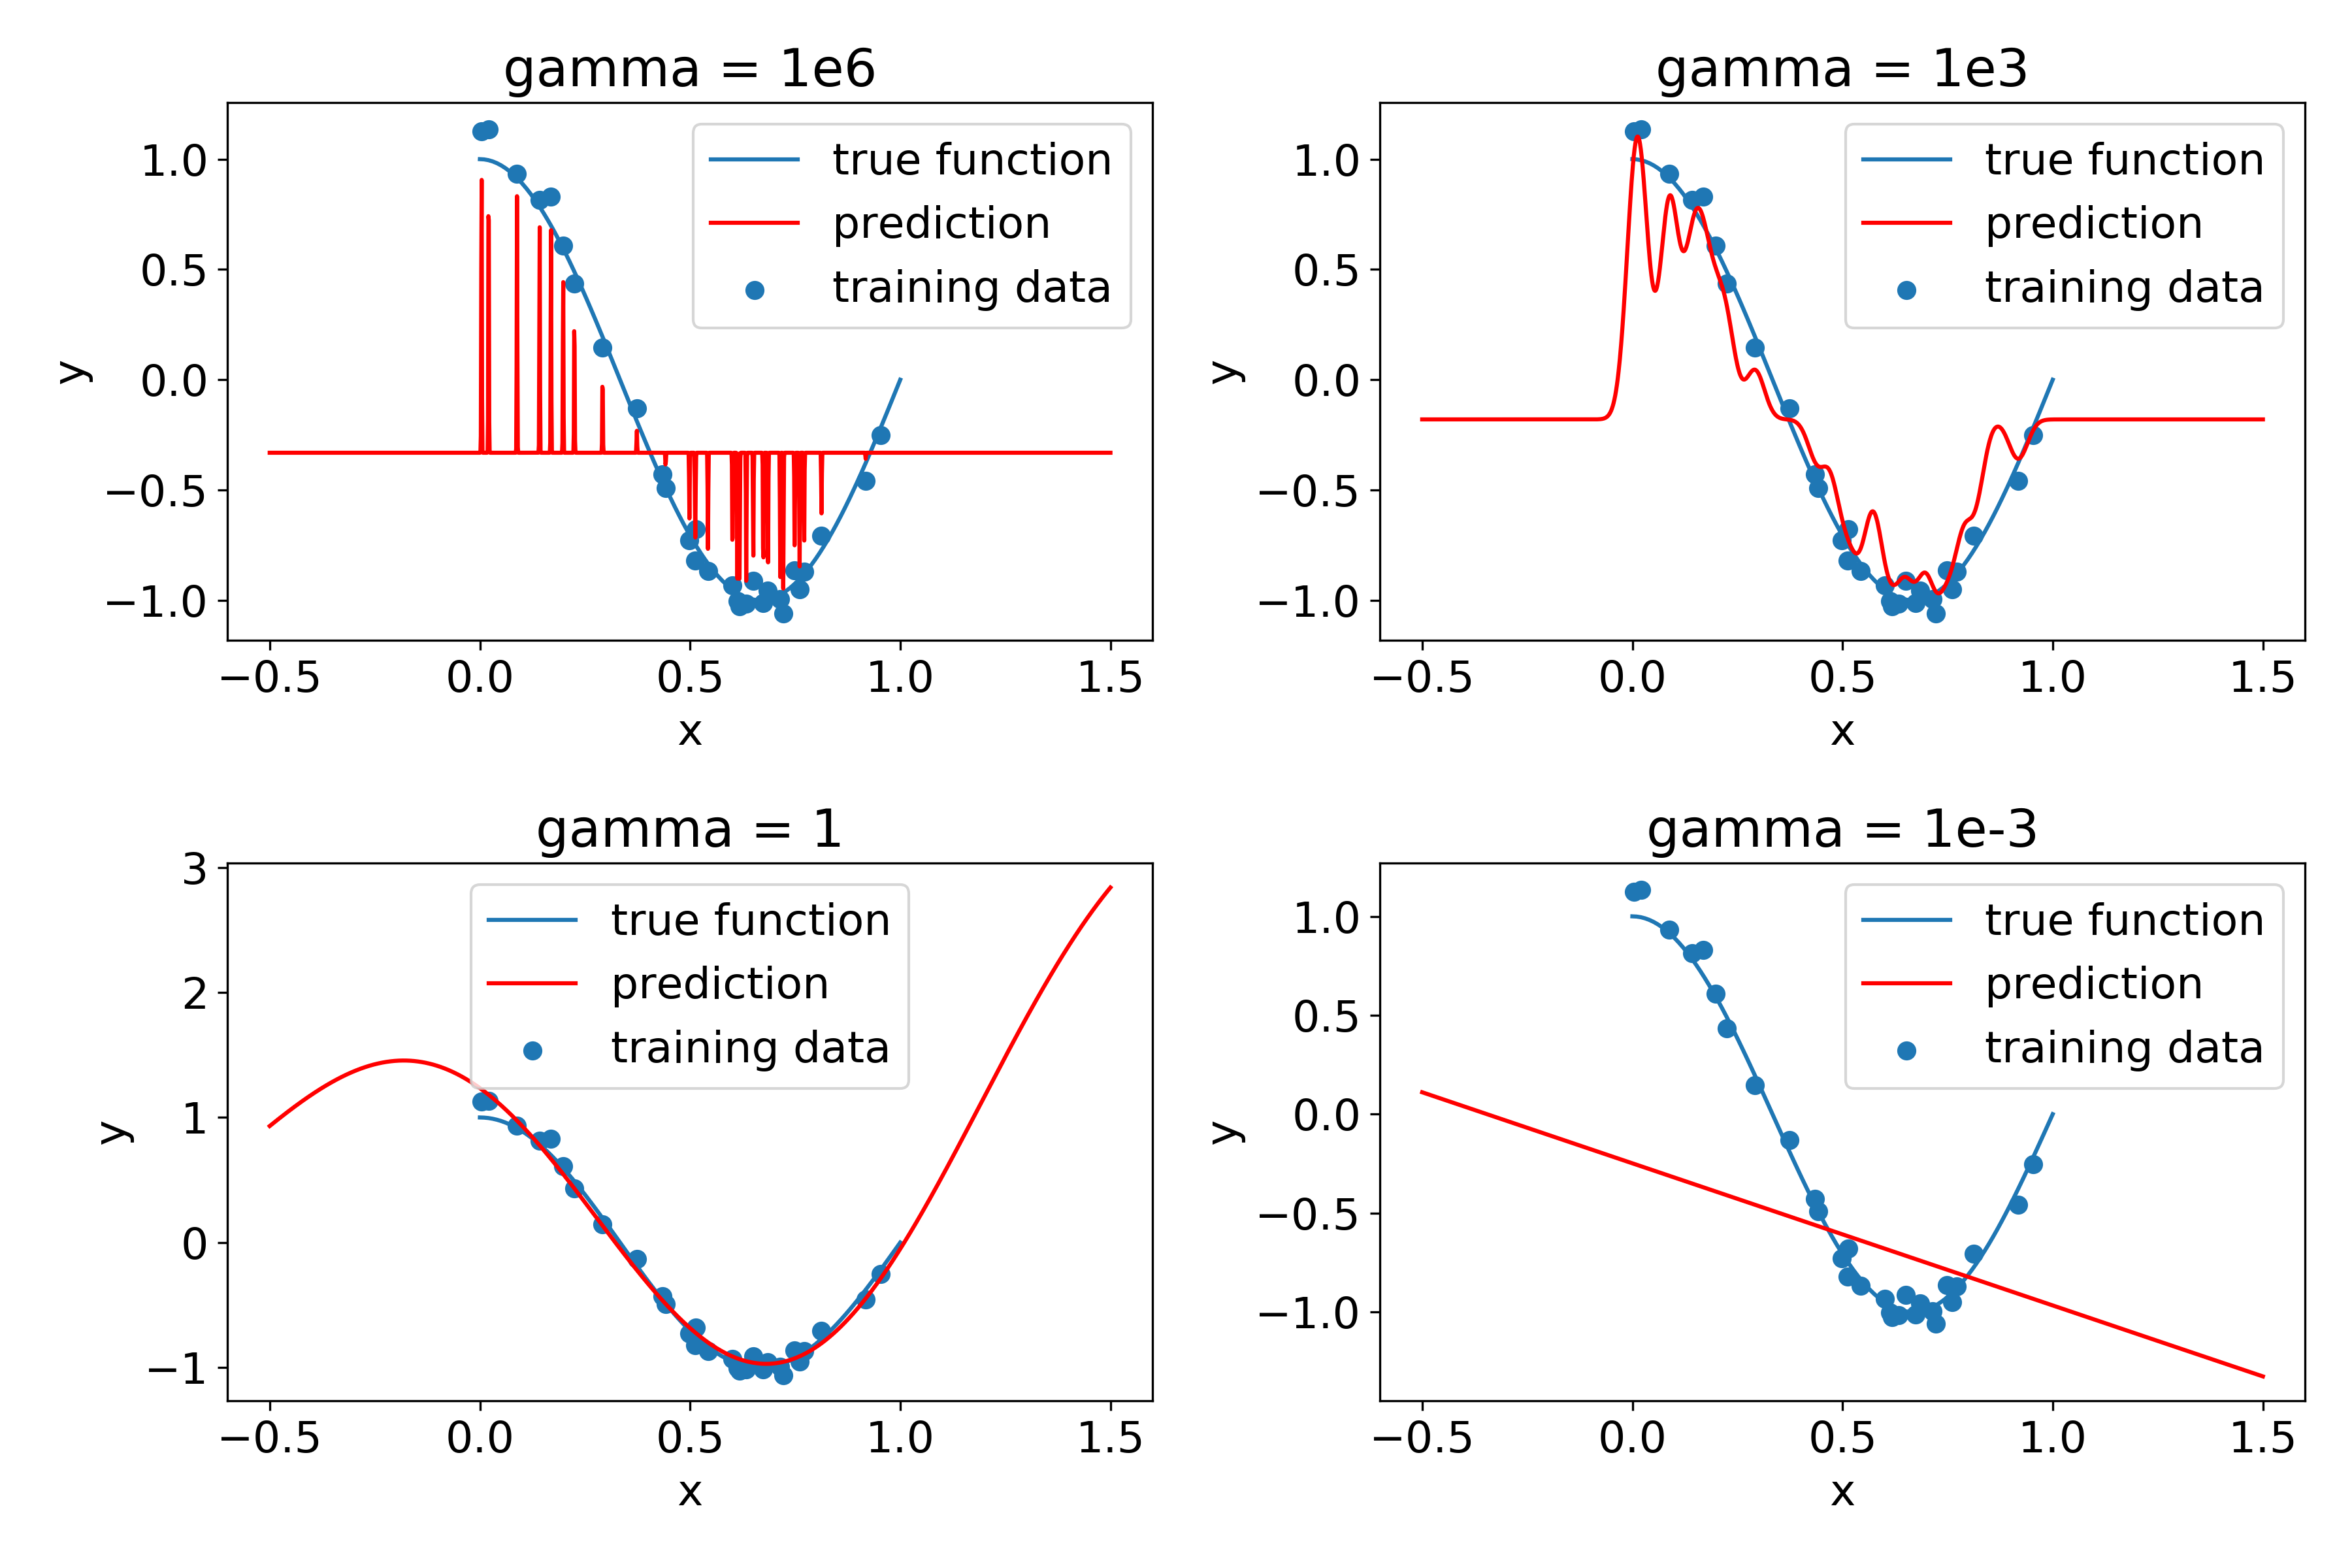 gamma = 1e6
true function
prediction
training data
1.0
0.5
0.0
−0.5
−1.0
y
−0.5 0.0 0.5 1.0 1.5
x
gamma = 1e3
true function
prediction
training data
1.0
0.5
0.0
−0.5
−1.0
y
−0.5 0.0 0.5 1.0 1.5
x
gamma = 1
true function
prediction
training data
3
2
1
0
−1
y
−0.5 0.0 0.5 1.0 1.5
x
gamma = 1e-3
true function
prediction
training data
1.0
0.5
0.0
−0.5
−1.0
y
−0.5 0.0 0.5 1.0 1.5
x